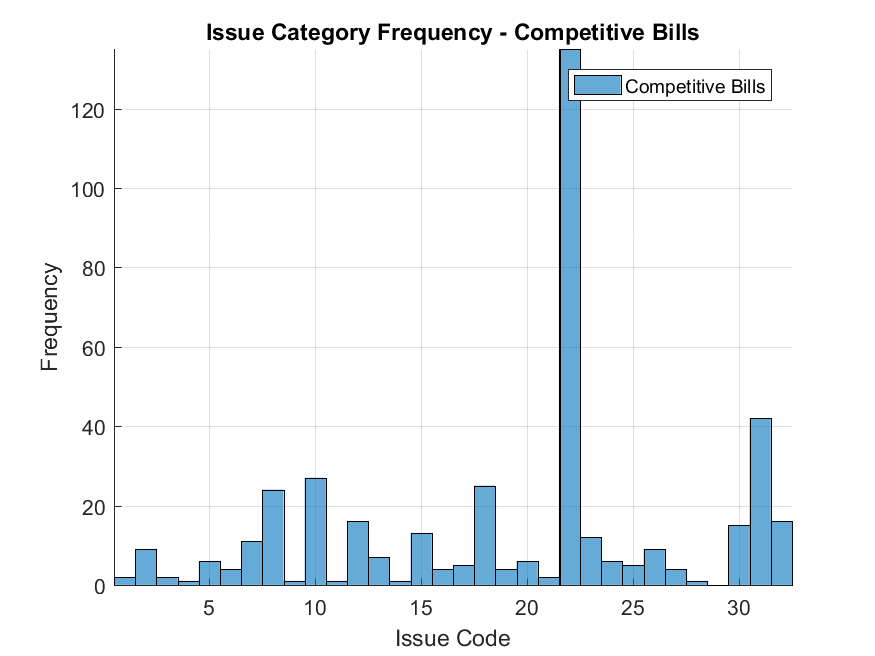 Issue Category Frequency - Competitive Bills
Competitive Bills
120
100
80
60
40
20
0
Frequency
5 10 15 20 25 30
Issue Code